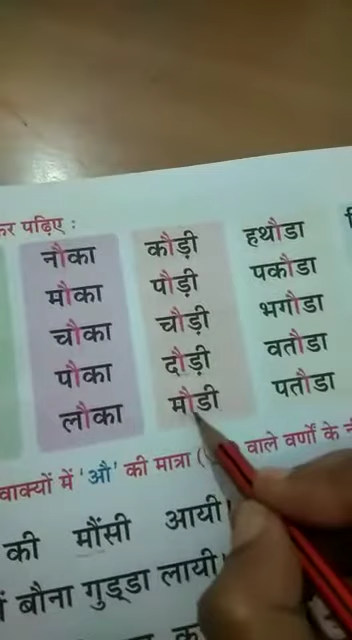 कर पढ़िए :
नौका कौड़ी हथौडा
मौका पौड़ी पकौडा
चौका चौड़ी भगौडा
पौका दौड़ी वतौडा
लौका मौडी पतौडा
वाक्यों में 'औ' की मात्रा ( वाले वर्णों के
की मौंसी आयी
बौना गुड्डा लायी